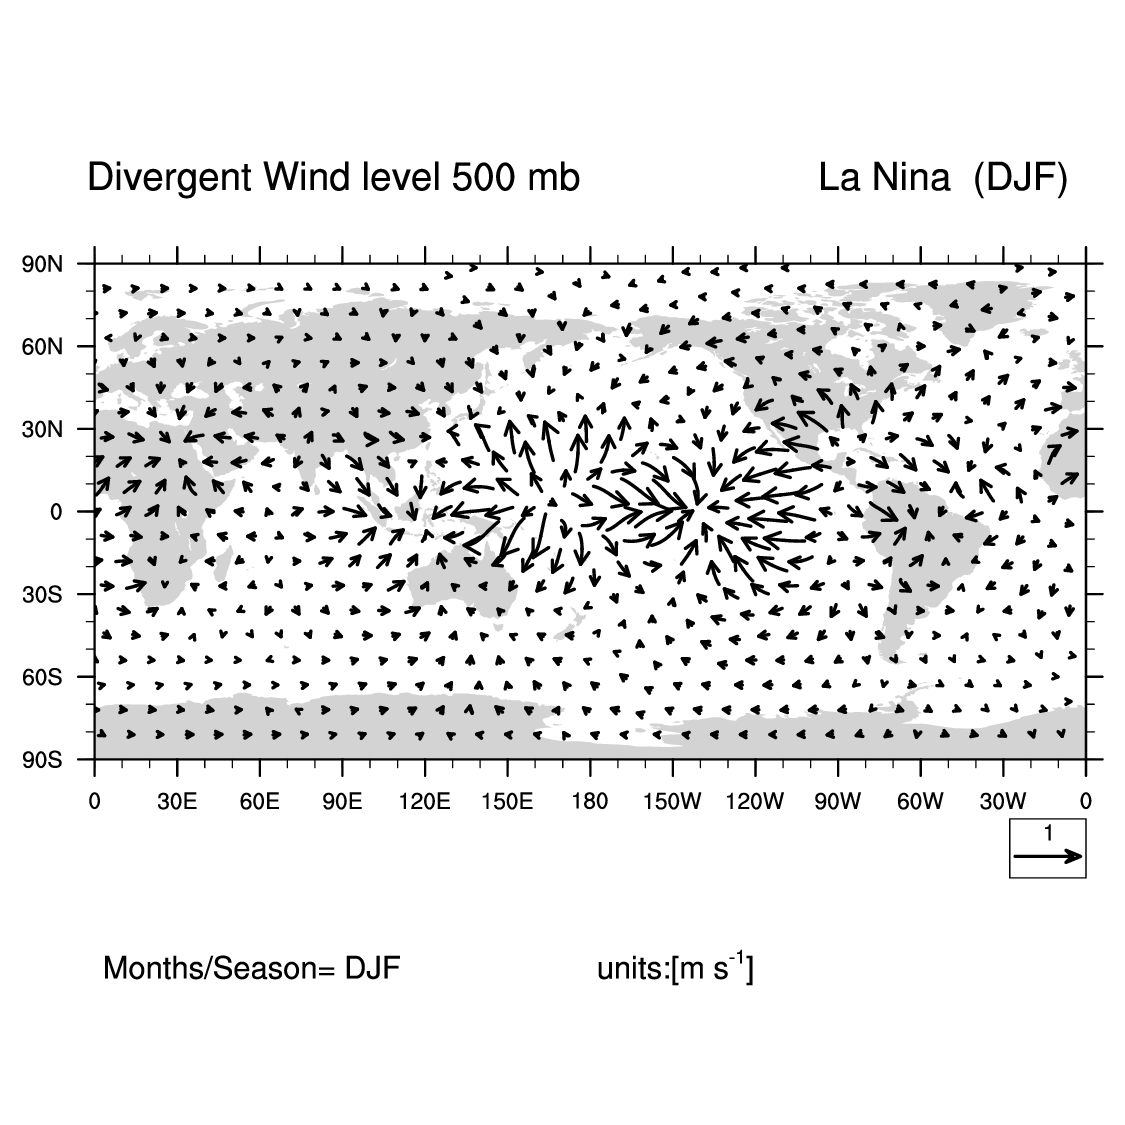 Divergent Wind level 500 mb La Nina (DJF)
90N
60N
30N
0
30S
60S
90S
0 30E 60E 90E 120E 150E 180 150W 120W 90W 60W 30W 0
1
Months/Season= DJF units:[m s-1]